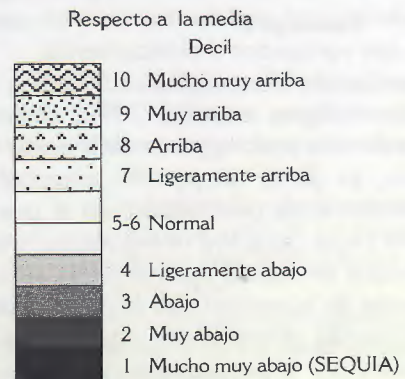 Respecto a la media
Decil
10 Mucho muy arriba
9 Muy arriba
8 Arriba
7 Ligeramente arriba
5-6 Normal
4 Ligeramente abajo
3 Abajo
2 Muy abajo
1 Mucho muy abajo (SEQUIA)